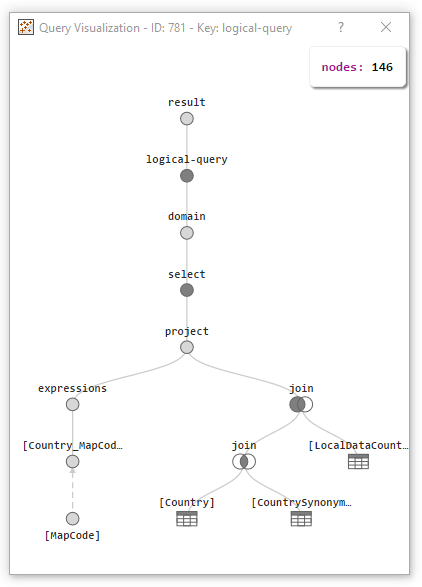 Query Visualization - ID: 781 - Key: logical-query
nodes: 146
result
logical-query
domain
select
project
expressions
join
[Country_MapCod…
join
[LocalDataCount…
[Country]
[CountrySynonym…
[MapCode]